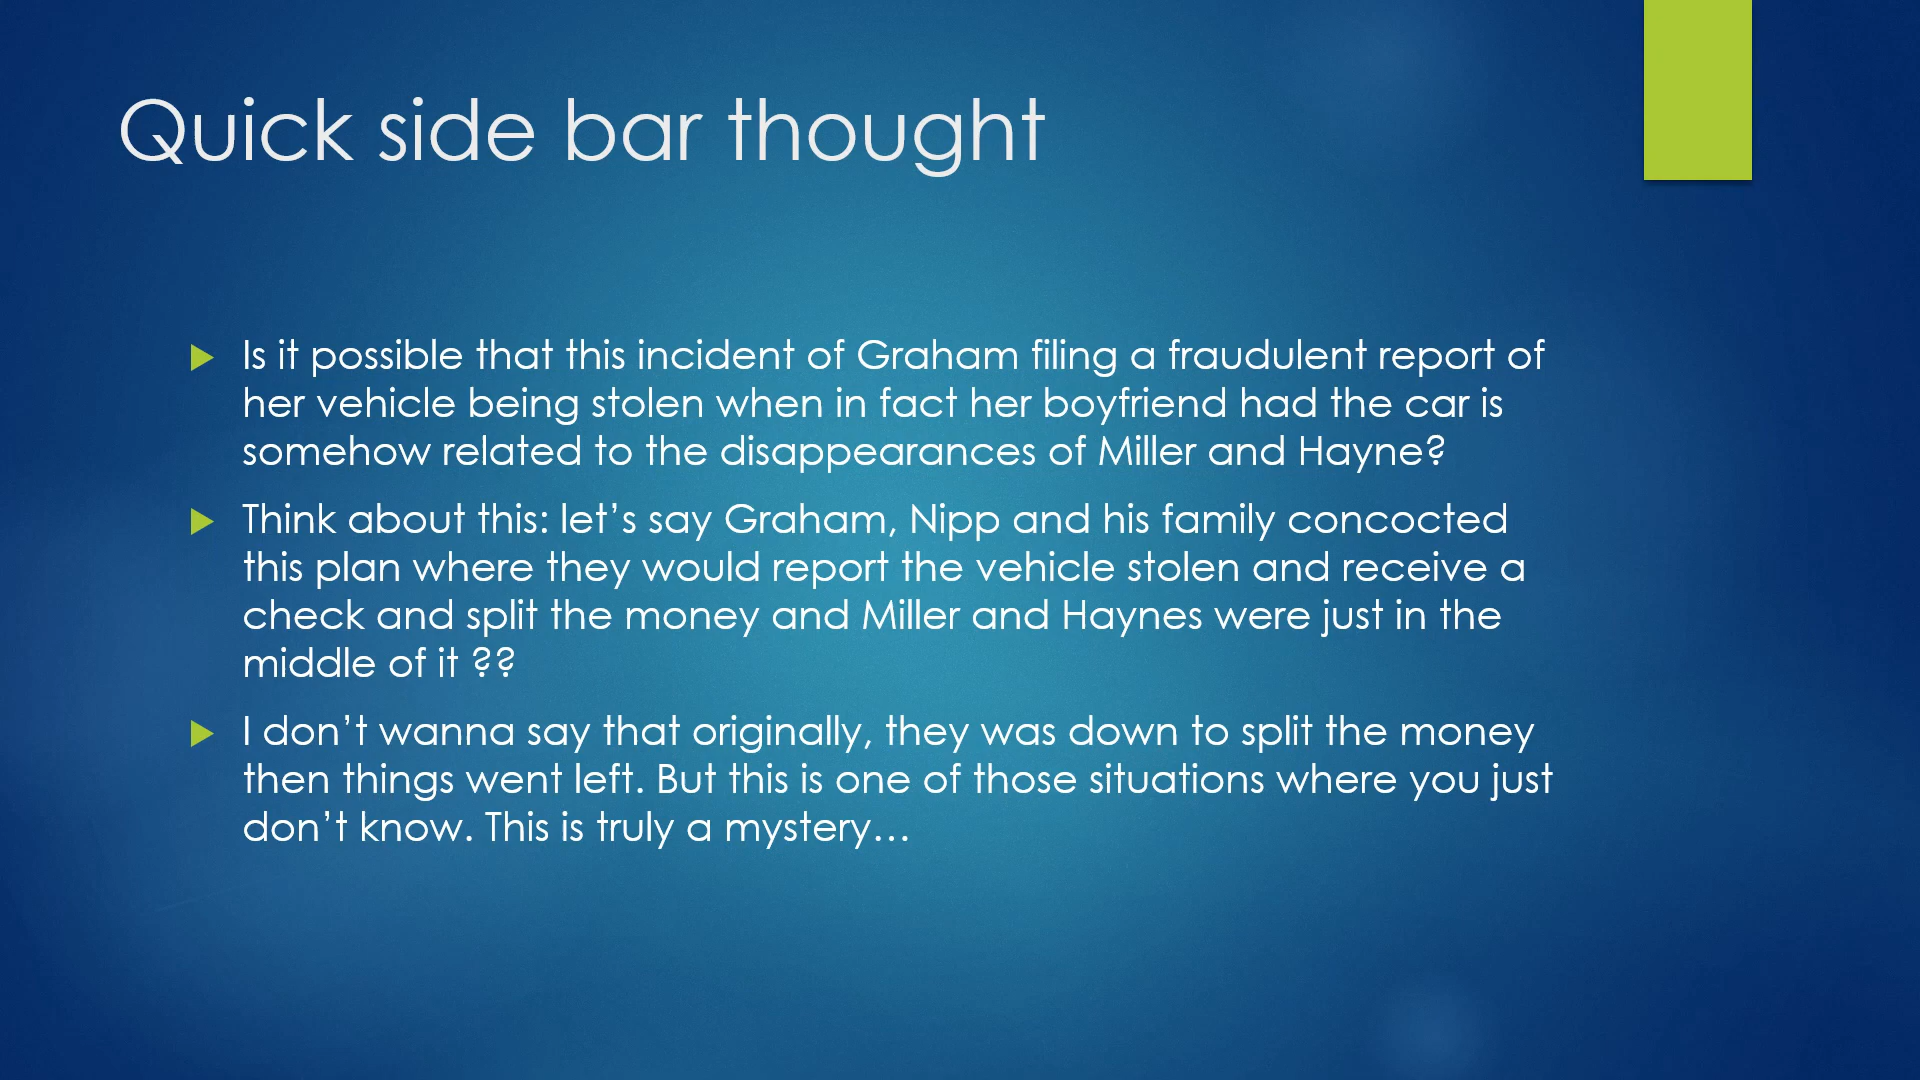 Quick side bar thought
Is it possible that this incident of Graham filing a fraudulent report of
her vehicle being stolen when in fact her boyfriend had the car is
somehow related to the disappearances of Miller and Hayne?
Think about this: let’s say Graham, Nipp and his family concocted
this plan where they would report the vehicle stolen and receive a
check and split the money and Miller and Haynes were just in the
middle of it ??
I don’t wanna say that originally, they was down to split the money
then things went left. But this is one of those situations where you just
don’t know. This is truly a mystery…